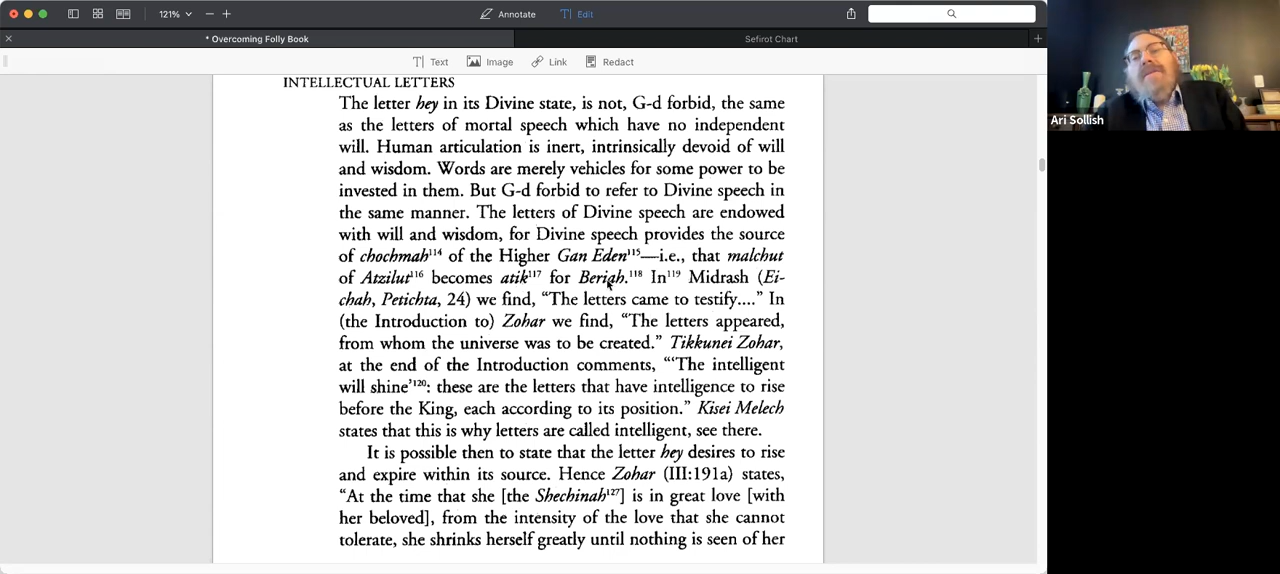 121%
Annotate
Edit
* Overcoming Folly Book
Sefirot Chart
Text
Image
Link
Redact
Ari Sollish
INTELLECTUAL LETTERS
The letter hey in its Divine state, is not, G-d forbid, the same
as the letters of mortal speech which have no independent
will. Human articulation is inert, intrinsically devoid of will
and wisdom. Words are merely vehicles for some power to be
invested in them. But G-d forbid to refer to Divine speech in
the same manner. The letters of Divine speech are endowed
with will and wisdom, for Divine speech provides the source
of chochmah¹¹⁴ of the Higher Gan Eden¹¹⁵—i.e., that malchut
of Atzilut¹¹⁶ becomes atik¹¹⁷ for Beriah.¹¹⁸ In¹¹⁹ Midrash (Ei-
chah, Petichta, 24) we find, “The letters came to testify....” In
(the Introduction to) Zohar we find, “The letters appeared,
from whom the universe was to be created.” Tikkunei Zohar,
at the end of the Introduction comments, “‘The intelligent
will shine’¹²⁰: these are the letters that have intelligence to rise
before the King, each according to its position.” Kisei Melech
states that this is why letters are called intelligent, see there.
It is possible then to state that the letter hey desires to rise
and expire within its source. Hence Zohar (III:191a) states,
“At the time that she [the Shechinah¹²⁷] is in great love [with
her beloved], from the intensity of the love that she cannot
tolerate, she shrinks herself greatly until nothing is seen of her